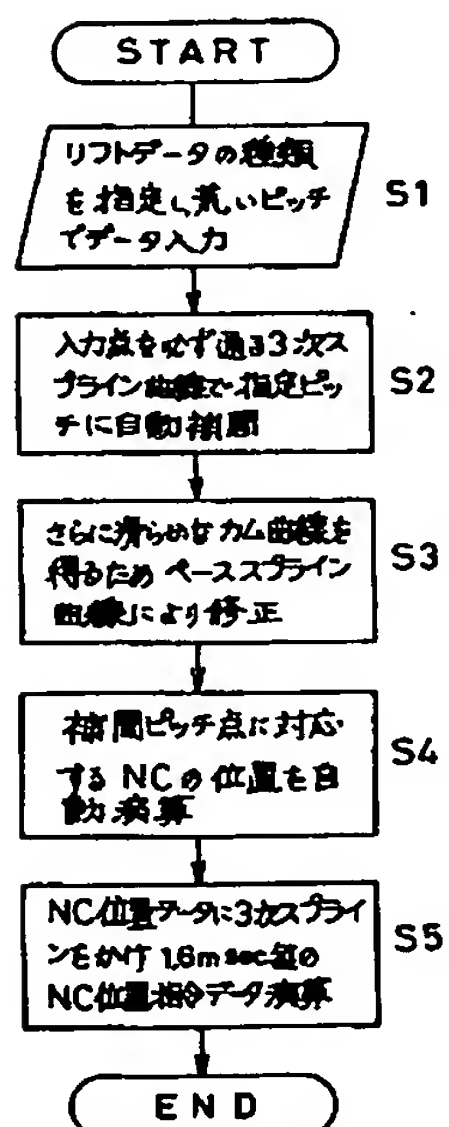 START
リフトデータの種類
を指定し荒いピッチ
でデータ入力
S1
入力点を必ず通る3次ス
プライン曲線で指定ピッ
チに自動補間
S2
さらに滑らかなカム曲線を
得るためベーススプライン
曲線により修正
S3
補間ピッチ点に対応
するNCの位置を自
動演算
S4
NC位置データに3次スプライ
ンをかけ1.6msec毎の
NC位置指令データ演算
S5
END